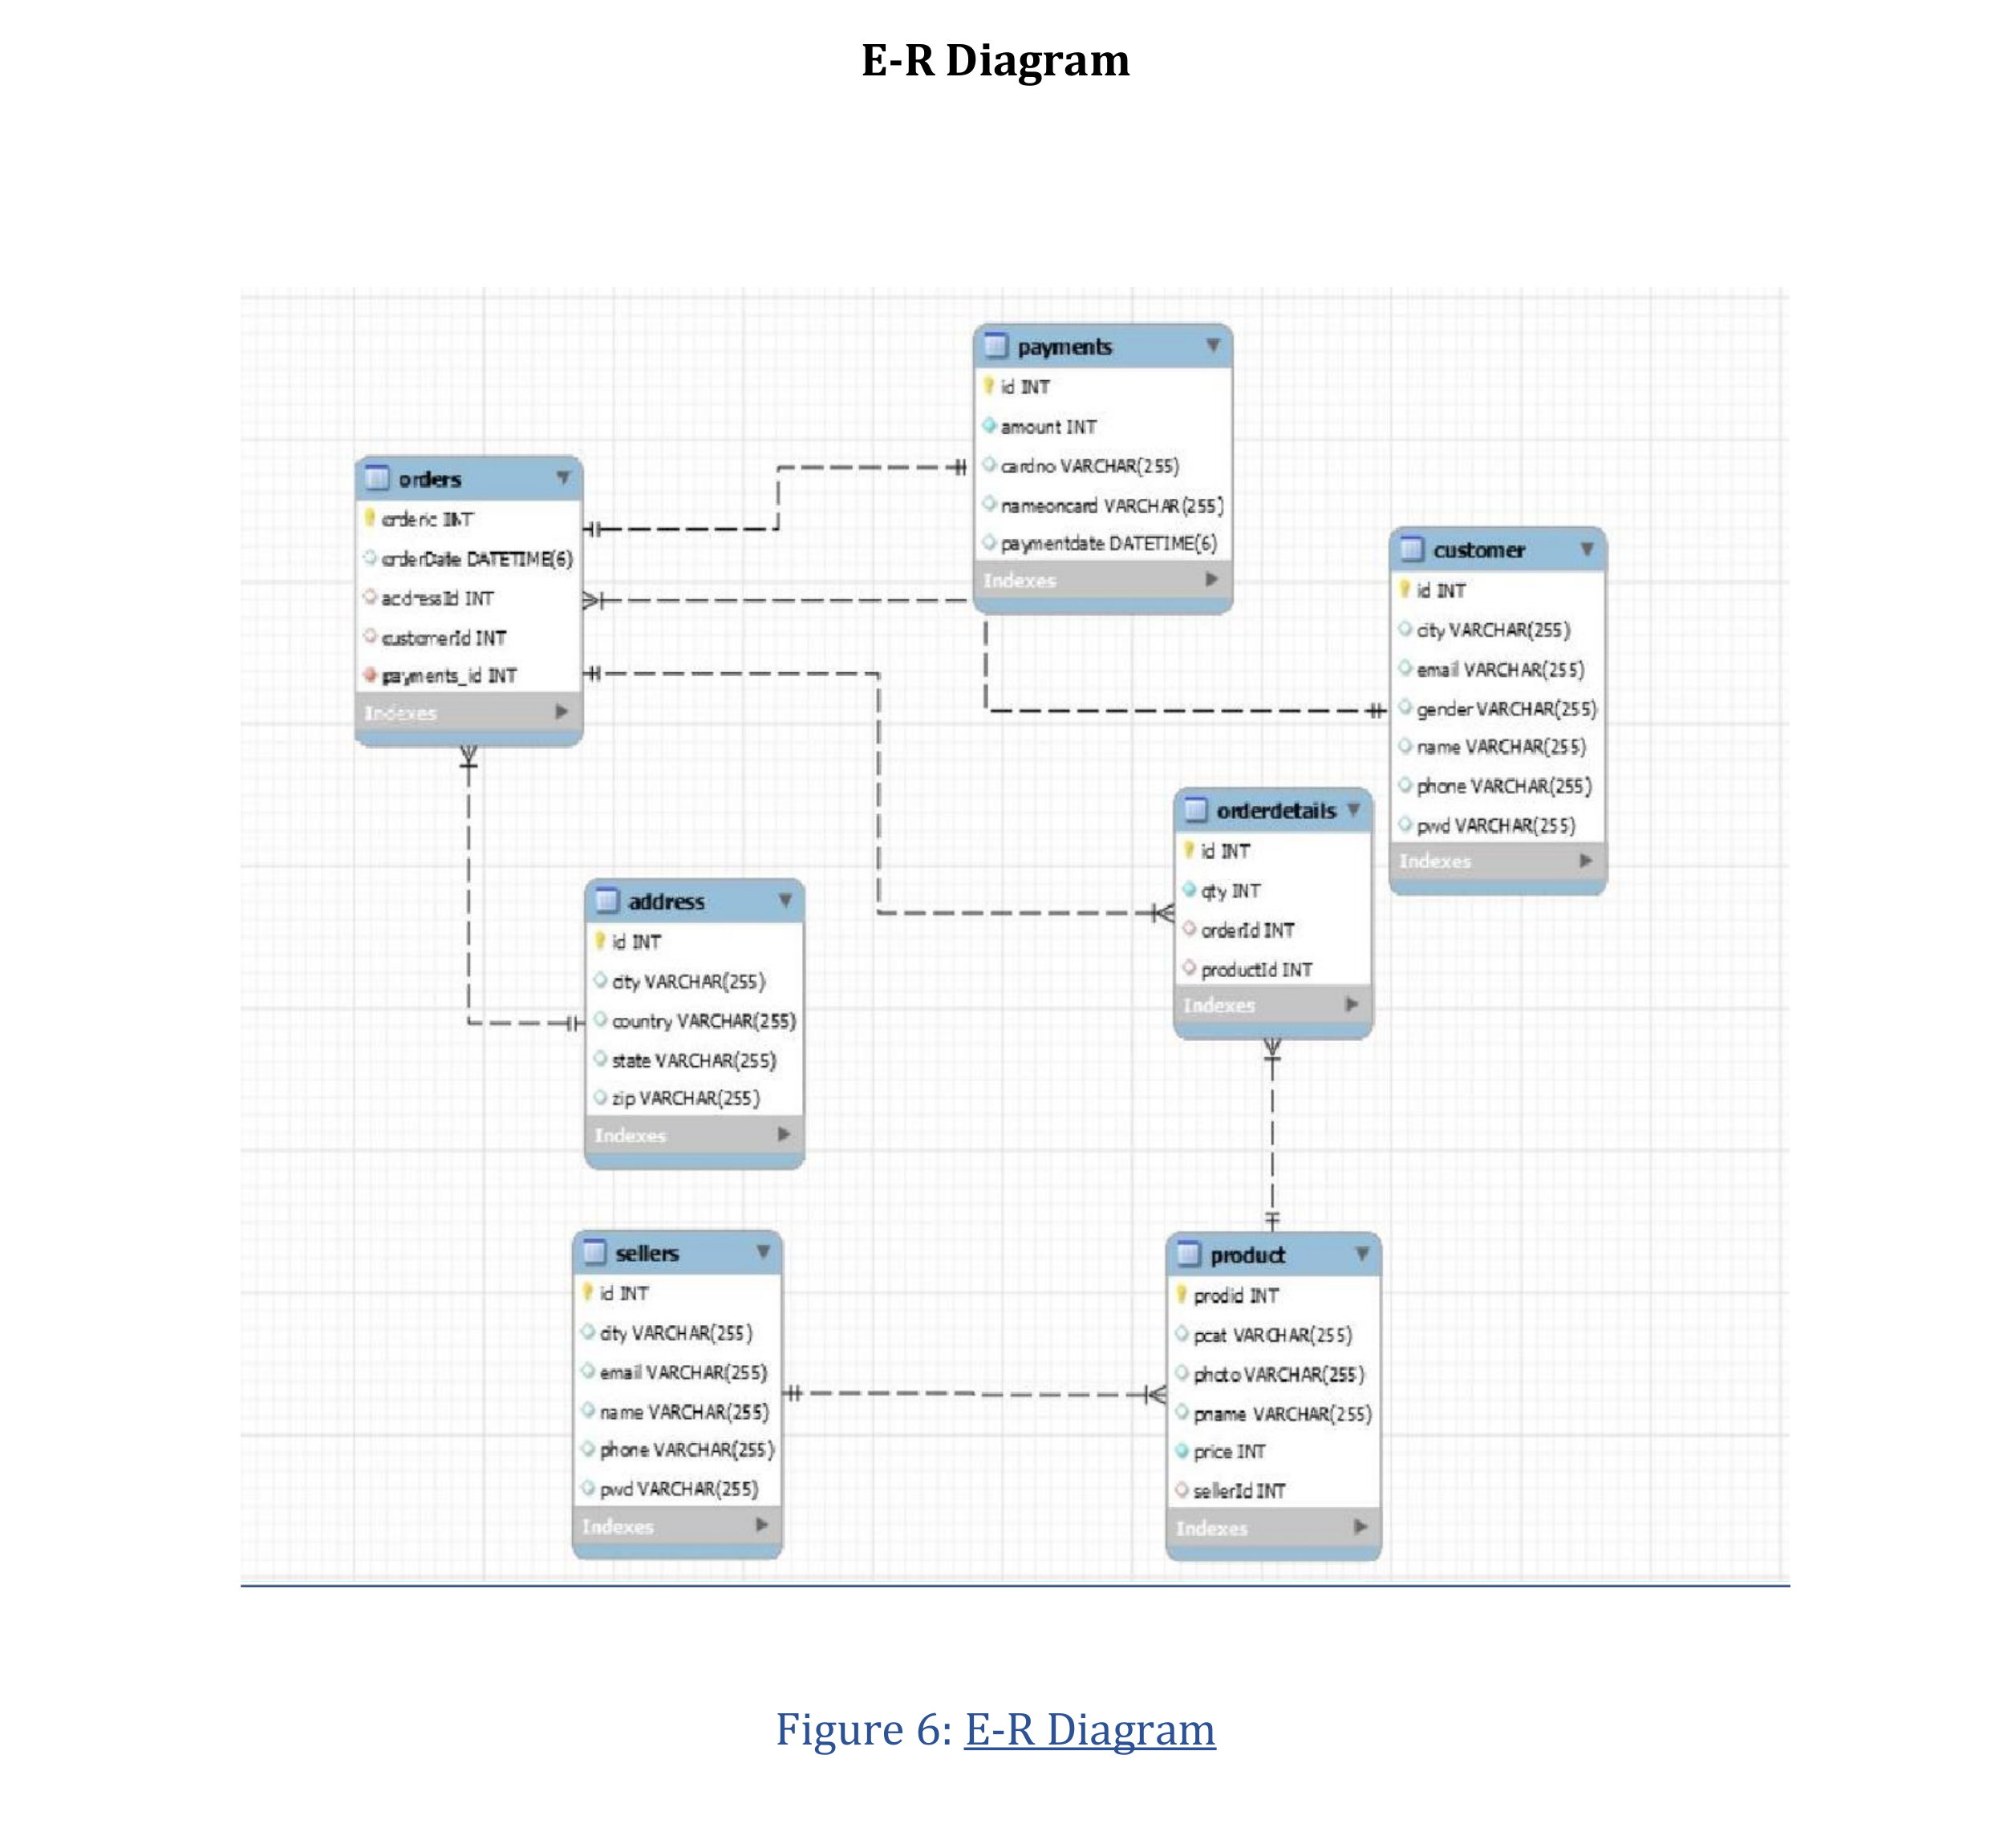 E-R Diagram
payments
id INT
amount INT
cardno VARCHAR(255)
nameoncard VARCHAR(255)
paymentdate DATETIME(6)
Indexes
orders
INT
orderDate DATETIME(6)
addressId INT
customerId INT
payments_id INT
Indexes
customer
id INT
city VARCHAR(255)
email VARCHAR(255)
gender VARCHAR(255)
name VARCHAR(255)
phone VARCHAR(255)
pwd VARCHAR(255)
Indexes
orderdetails
id INT
qty INT
orderId INT
productId INT
Indexes
address
id INT
city VARCHAR(255)
country VARCHAR(255)
state VARCHAR(255)
zip VARCHAR(255)
Indexes
sellers
id INT
city VARCHAR(255)
email VARCHAR(255)
name VARCHAR(255)
phone VARCHAR(255)
pwd VARCHAR(255)
Indexes
product
prodid INT
pcat VARCHAR(255)
photo VARCHAR(255)
pname VARCHAR(255)
price INT
sellerId INT
Indexes
Figure 6: E-R Diagram